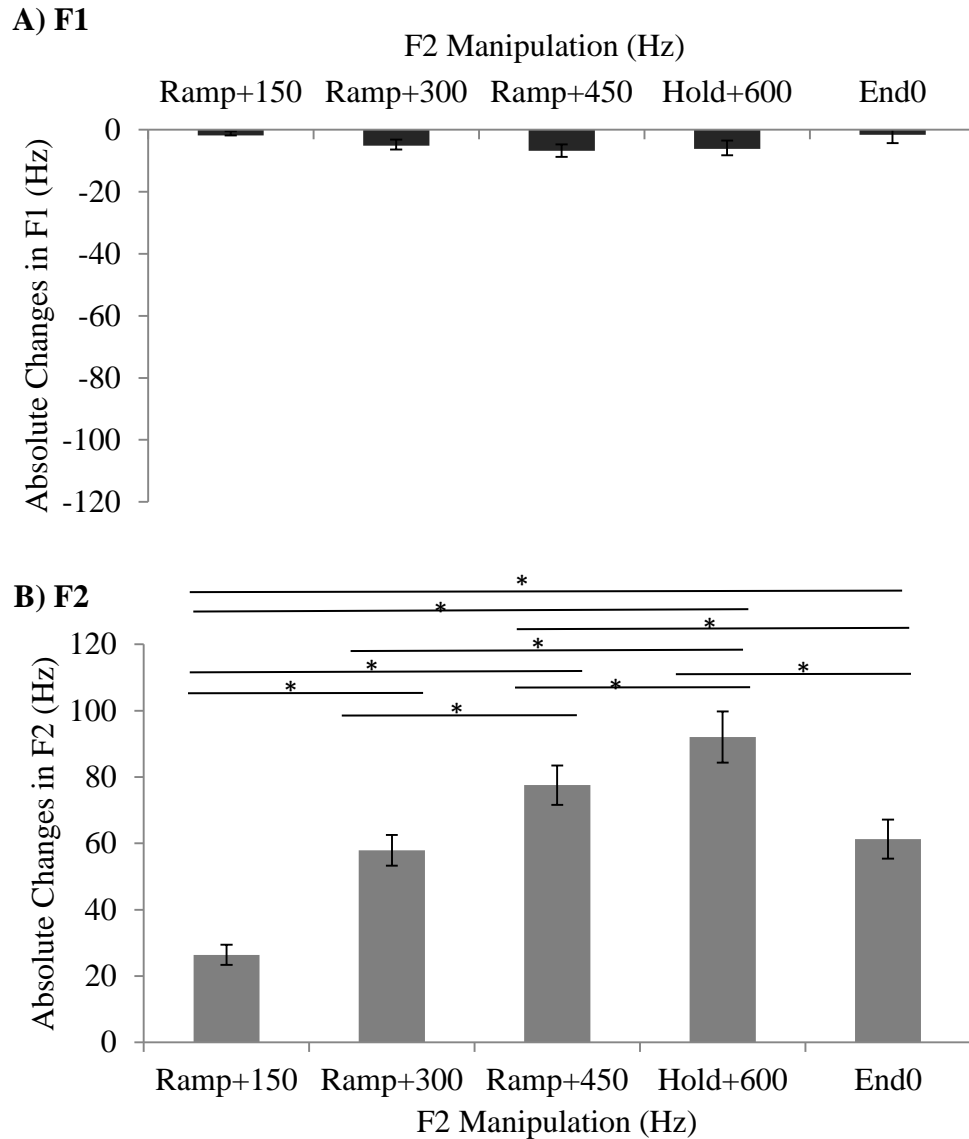 A) F1
F2 Manipulation (Hz)
Ramp+150 Ramp+300 Ramp+450 Hold+600 End0
Absolute Changes in F1 (Hz)
0
-20
-40
-60
-80
-100
-120
B) F2
*
*
*
*
*
*
*
*
*
Absolute Changes in F2 (Hz)
120
100
80
60
40
20
0
Ramp+150 Ramp+300 Ramp+450 Hold+600 End0
F2 Manipulation (Hz)